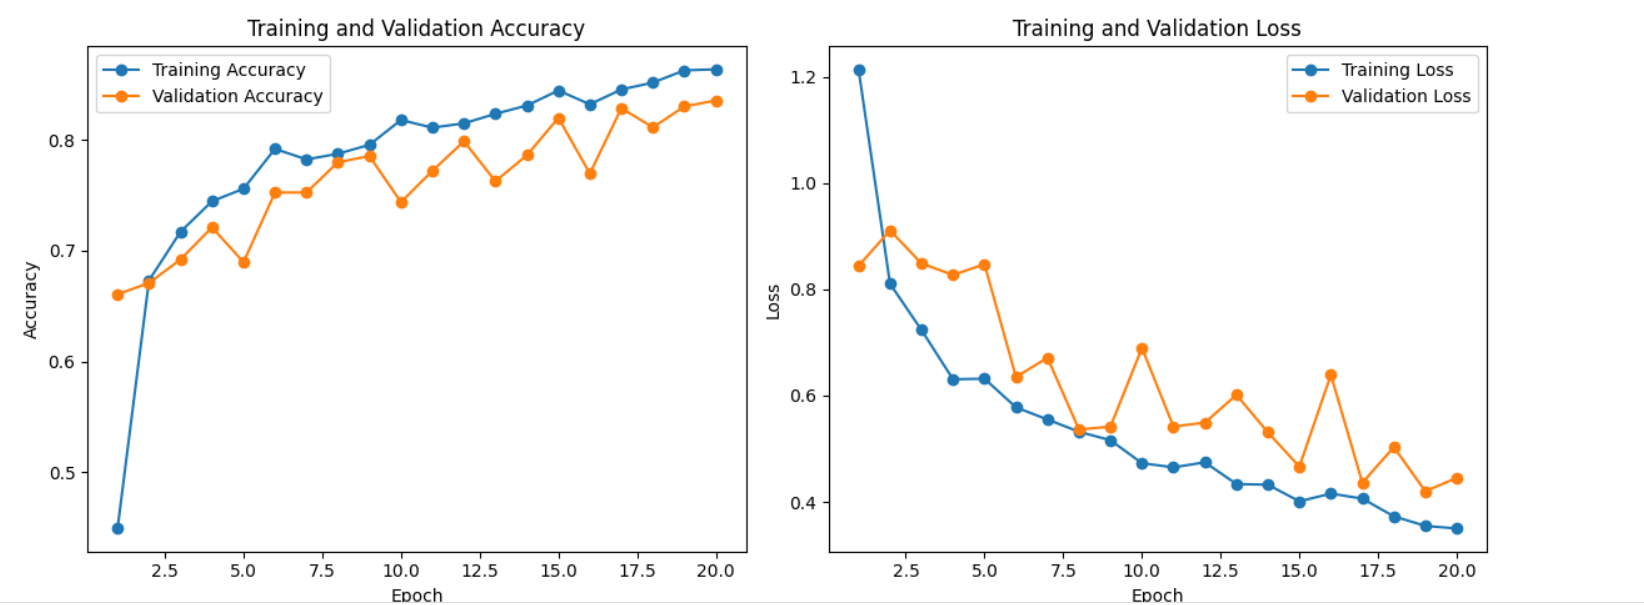 Training and Validation Accuracy
Training Accuracy
Validation Accuracy
0.8
0.7
0.6
0.5
Accuracy
2.5 5.0 7.5 10.0 12.5 15.0 17.5 20.0
Epoch
Training and Validation Loss
Training Loss
Validation Loss
1.2
1.0
0.8
0.6
0.4
Loss
2.5 5.0 7.5 10.0 12.5 15.0 17.5 20.0
Epoch